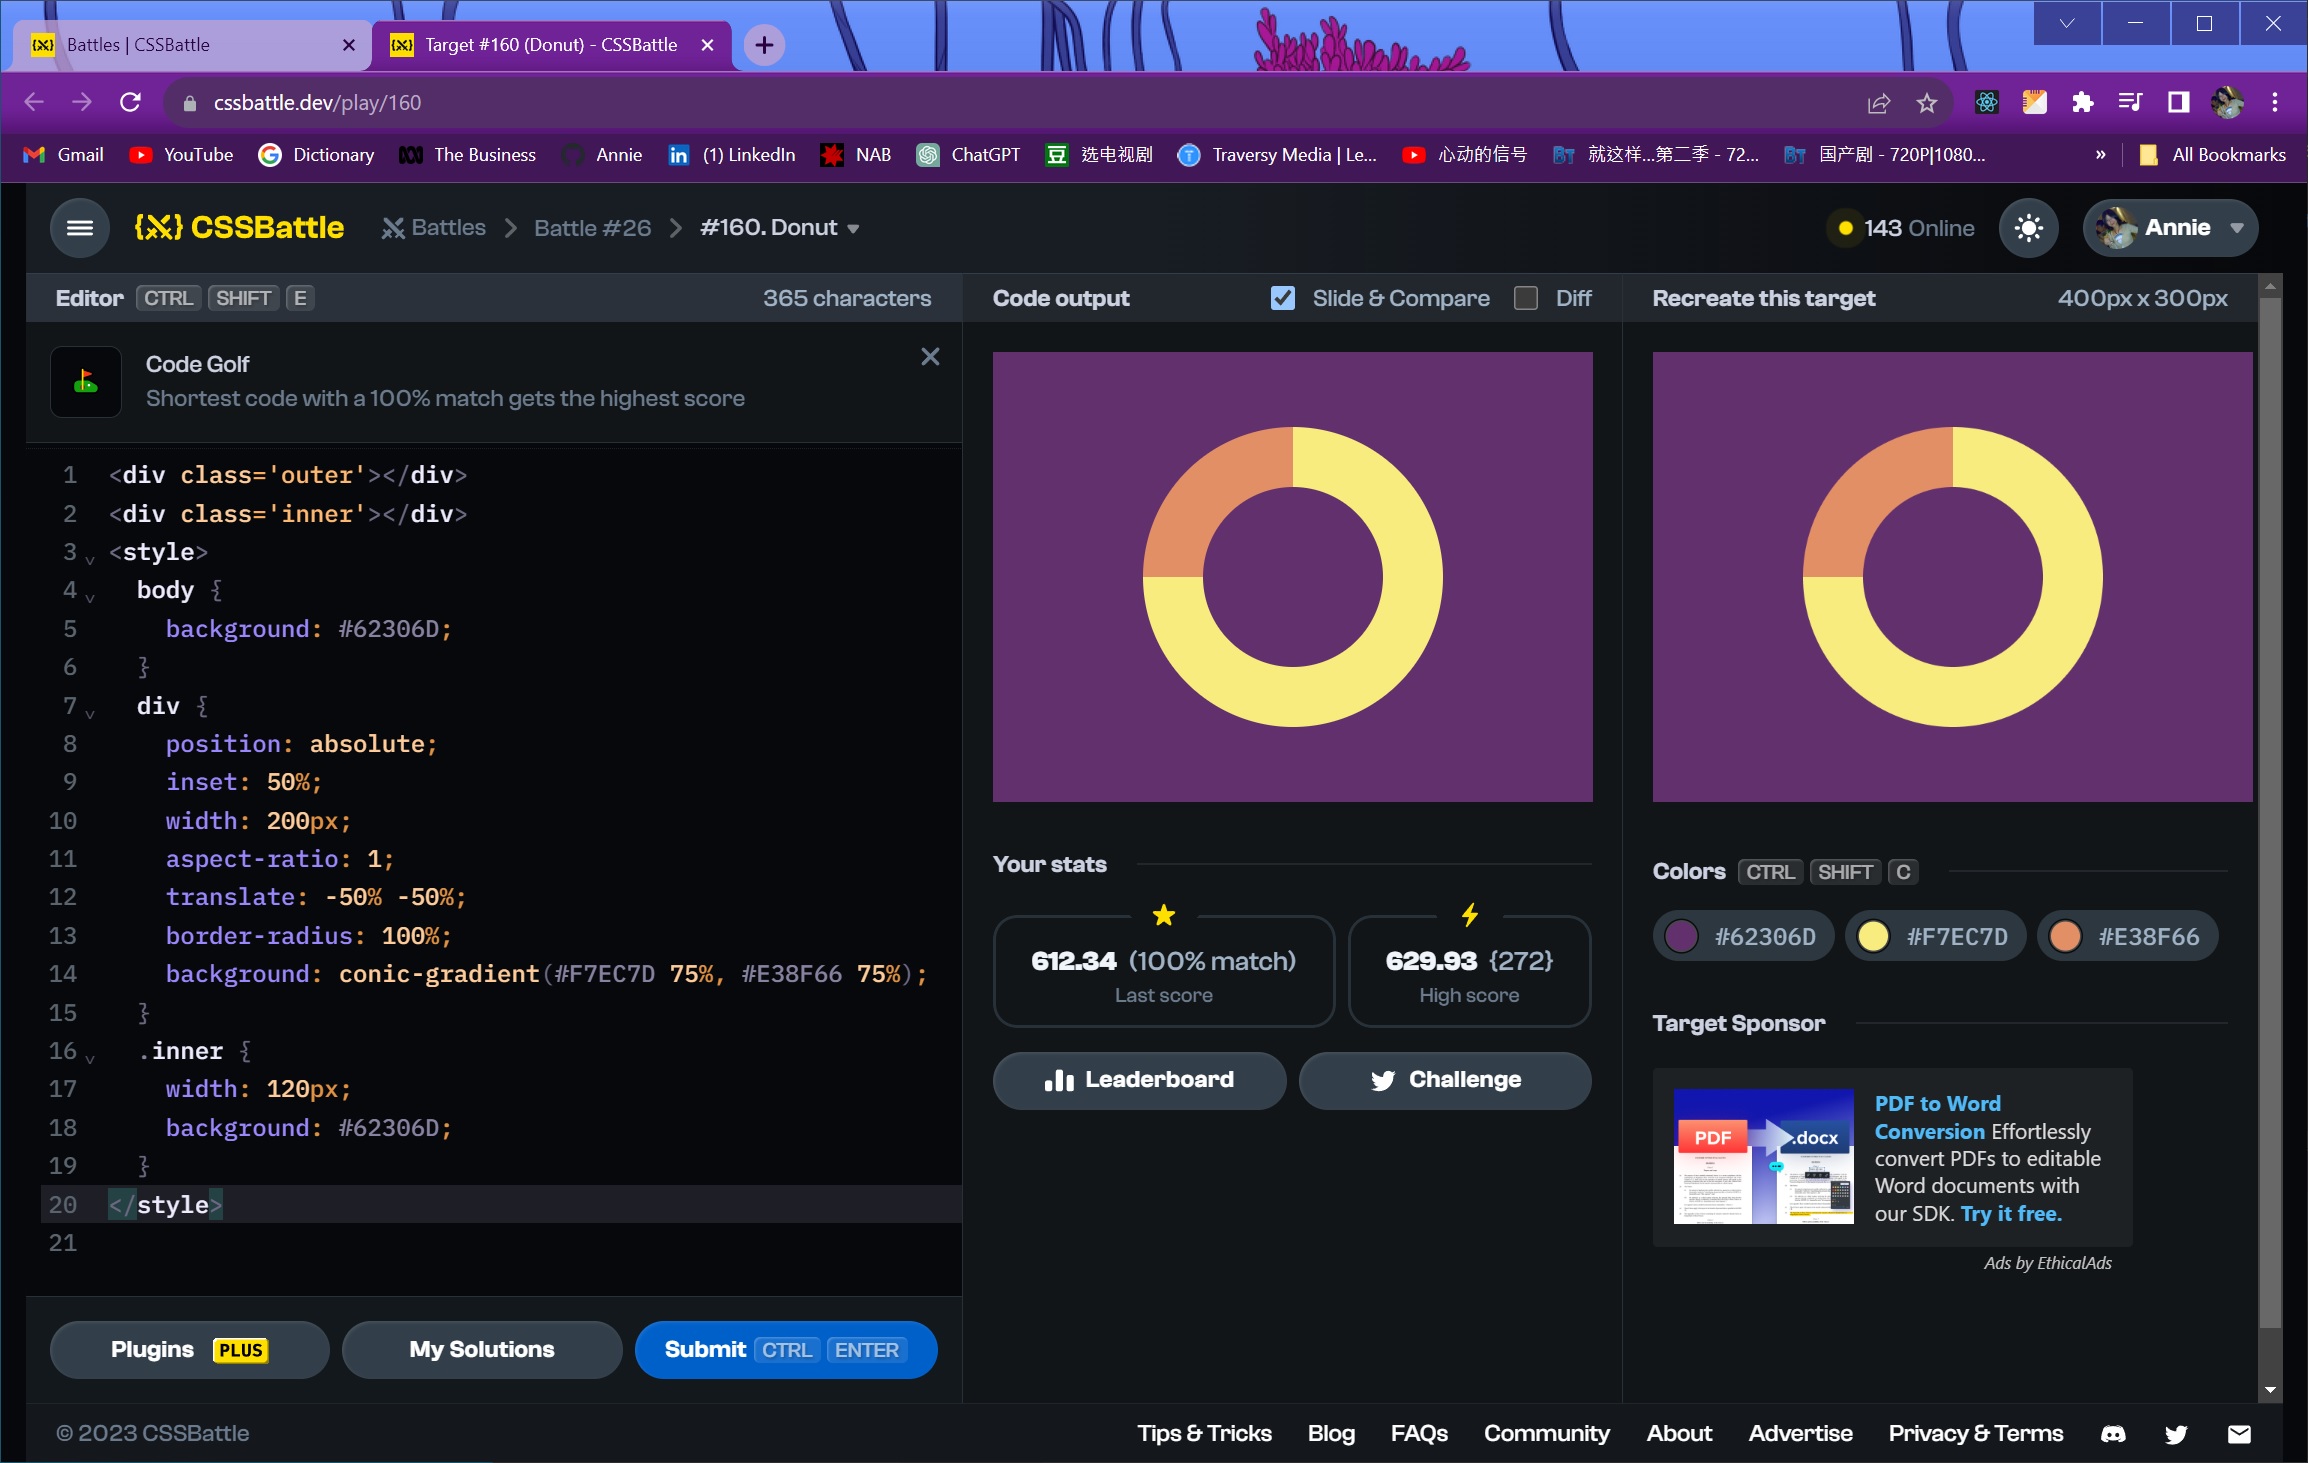 Battles | CSSBattle
Target #160 (Donut) - CSSBattle
cssbattle.dev/play/160
Gmail
YouTube
Dictionary
The Business
Annie
(1) LinkedIn
NAB
ChatGPT
选电视剧
Traversy Media | Le...
心动的信号
就这样...第二季 - 72...
国产剧 - 720P|1080...
»
All Bookmarks
CSSBattle
Battles
Battle #26
#160. Donut
143 Online
Annie
Editor CTRL SHIFT E
365 characters
Code Golf
Shortest code with a 100% match gets the highest score
1 <div class='outer'></div>
2 <div class='inner'></div>
3 <style>
4 body {
5 background: #62306D;
6 }
7 div {
8 position: absolute;
9 inset: 50%;
10 width: 200px;
11 aspect-ratio: 1;
12 translate: -50% -50%;
13 border-radius: 100%;
14 background: conic-gradient(#F7EC7D 75%, #E38F66 75%);
15 }
16 .inner {
17 width: 120px;
18 background: #62306D;
19 }
20 </style>
21
Plugins PLUS
My Solutions
Submit CTRL ENTER
Code output
Slide & Compare
Diff
Your stats
612.34 (100% match)
Last score
629.93 {272}
High score
Leaderboard
Challenge
Recreate this target
400px x 300px
Colors CTRL SHIFT C
#62306D
#F7EC7D
#E38F66
Target Sponsor
PDF
.docx
PDF to Word
Conversion Effortlessly
convert PDFs to editable
Word documents with
our SDK. Try it free.
Ads by EthicalAds
© 2023 CSSBattle
Tips & Tricks
Blog
FAQs
Community
About
Advertise
Privacy & Terms